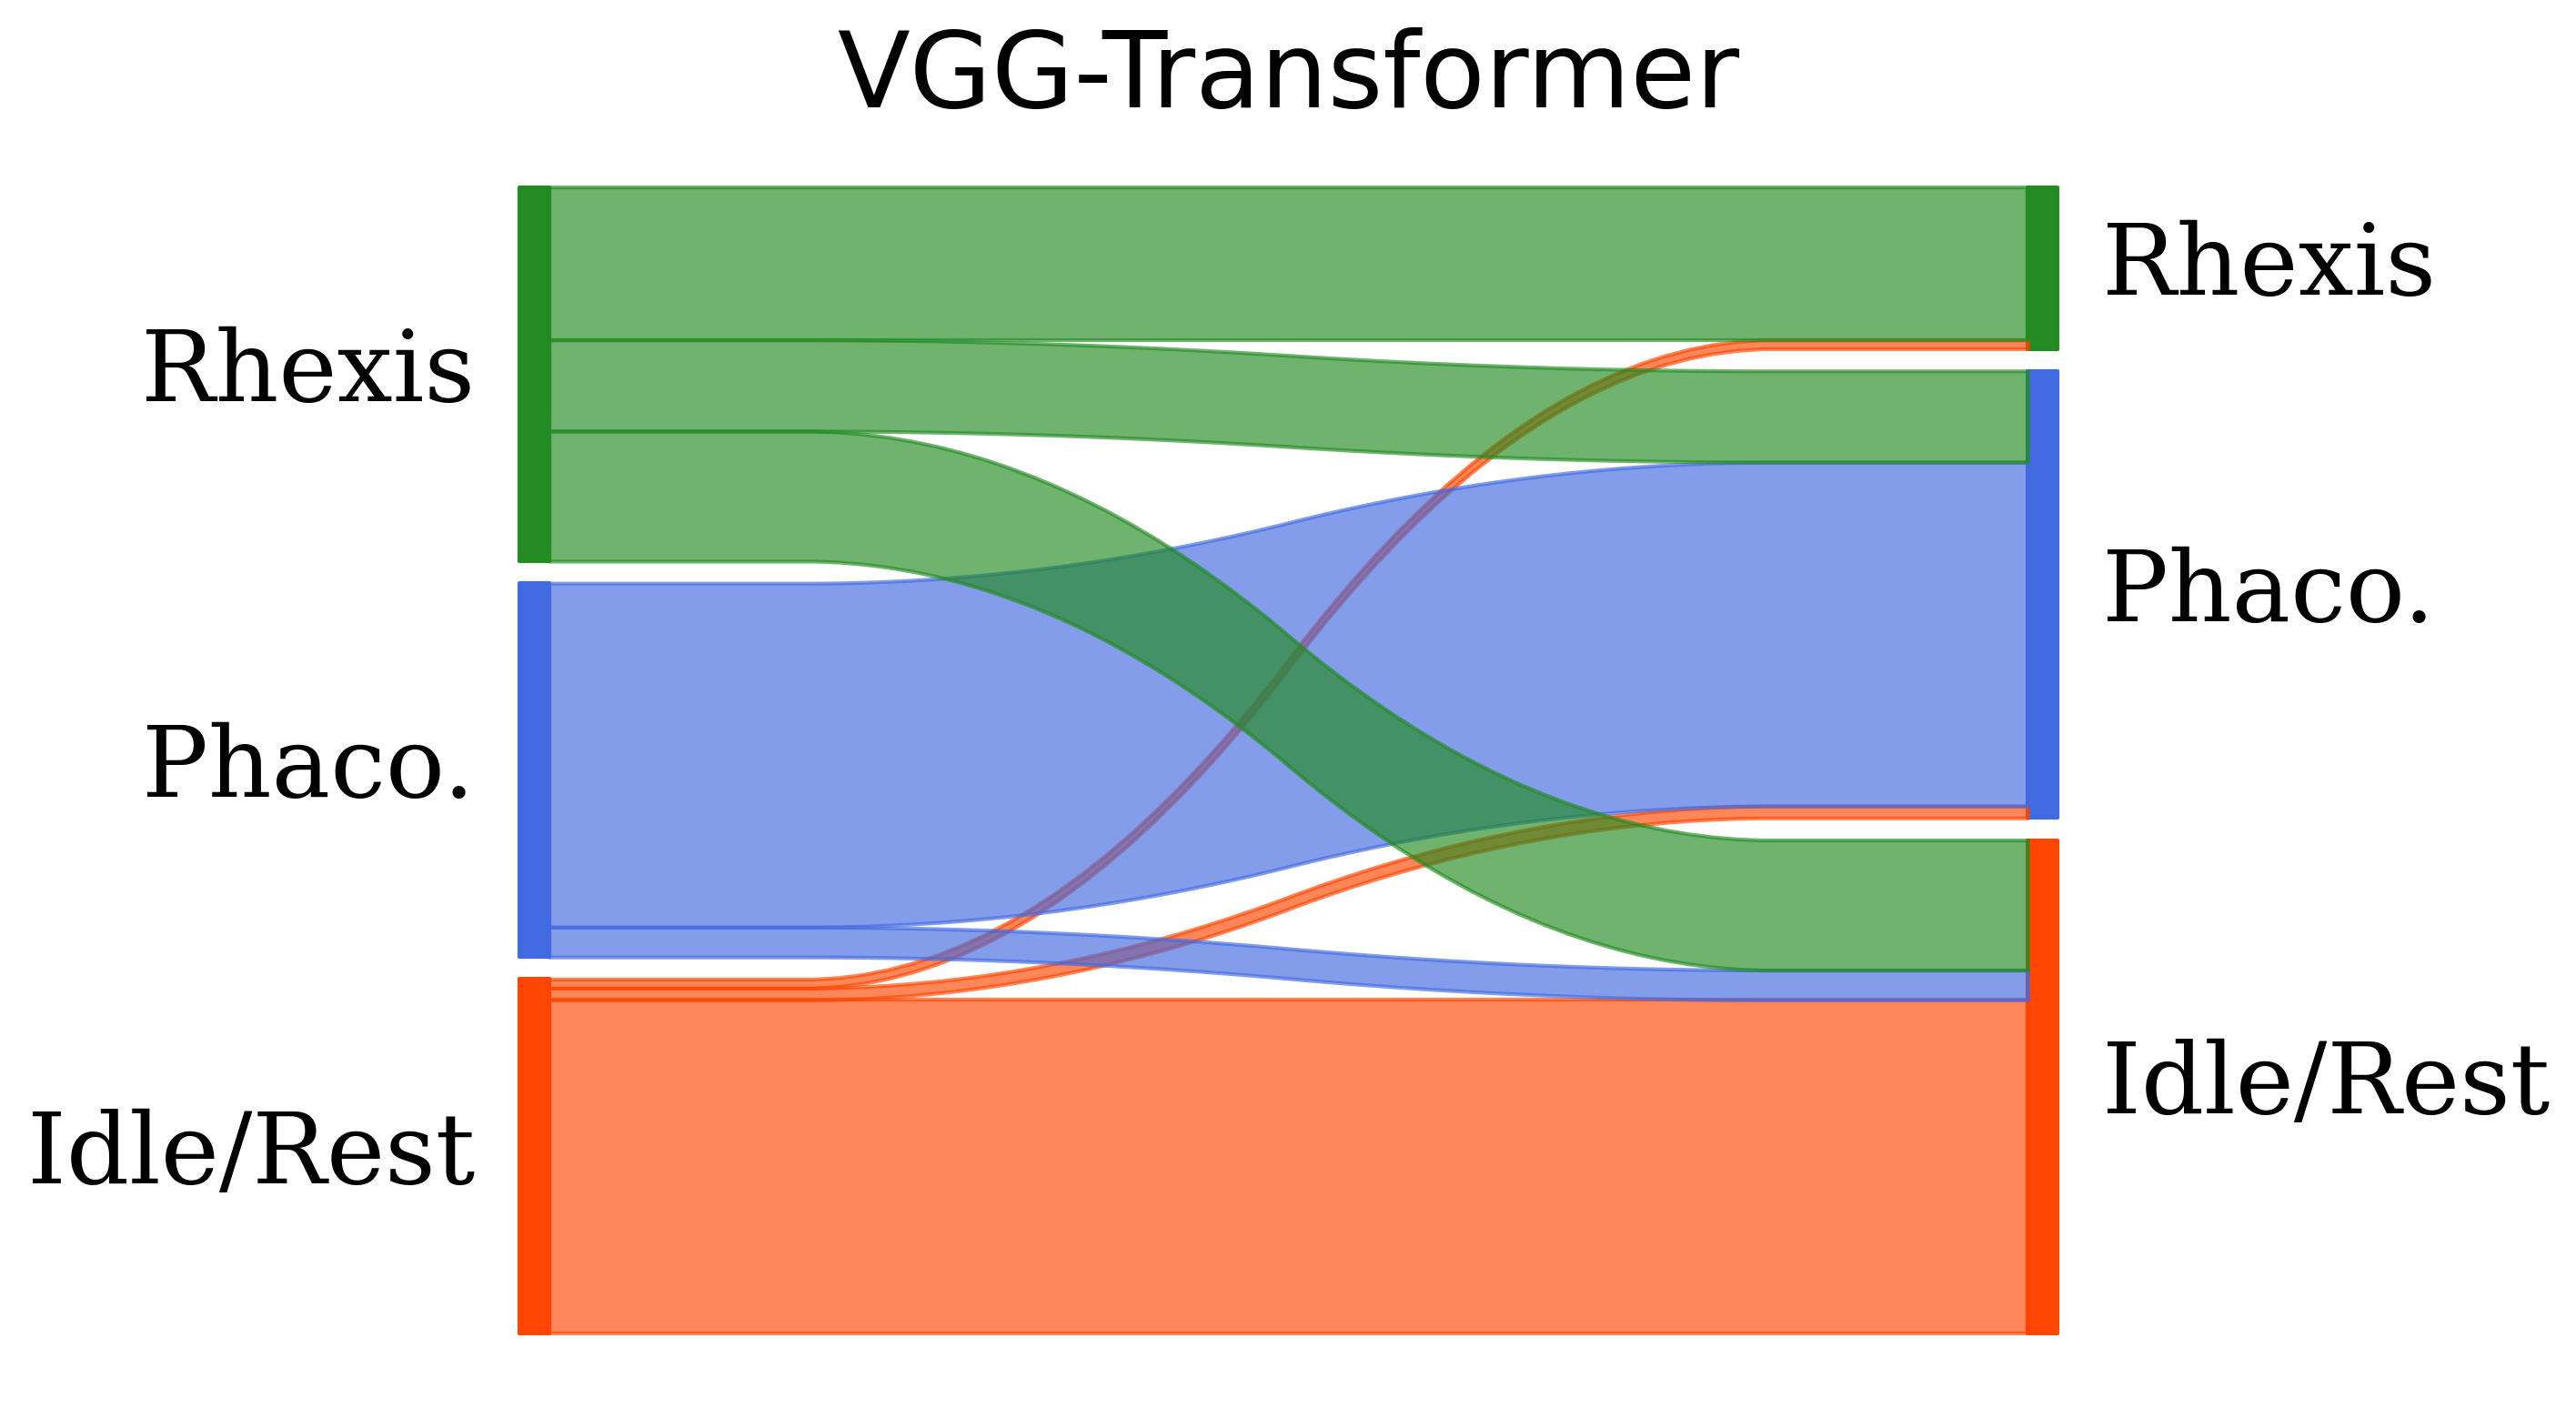 VGG-Transformer
Rhexis
Phaco.
Idle/Rest
Rhexis
Phaco.
Idle/Rest